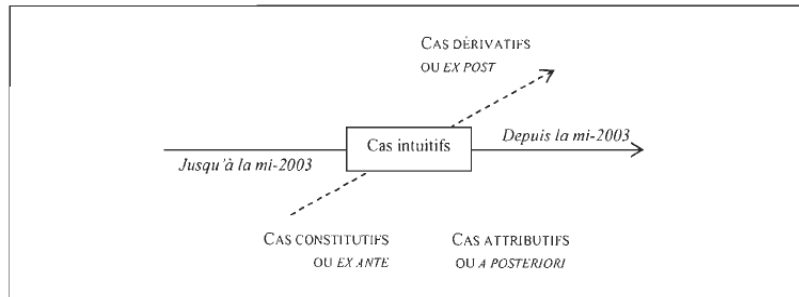 CAS DÉRIVATIFS
OU EX POST
Cas intuitifs
Depuis la mi-2003
Jusqu'à la mi-2003
CAS CONSTITUTIFS
OU EX ANTE
CAS ATTRIBUTIFS
OU A POSTERIORI